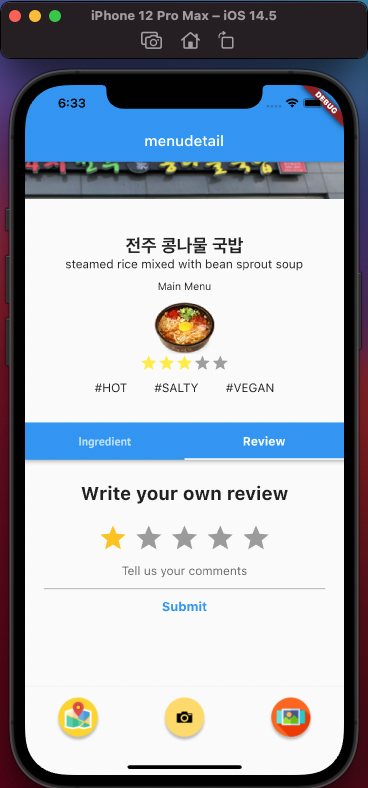 iPhone 12 Pro Max – iOS 14.5
6:33
DEBUG
menudetail
전주 콩나물 국밥
steamed rice mixed with bean sprout soup
Main Menu
#HOT #SALTY #VEGAN
Ingredient Review
Write your own review
Tell us your comments
Submit